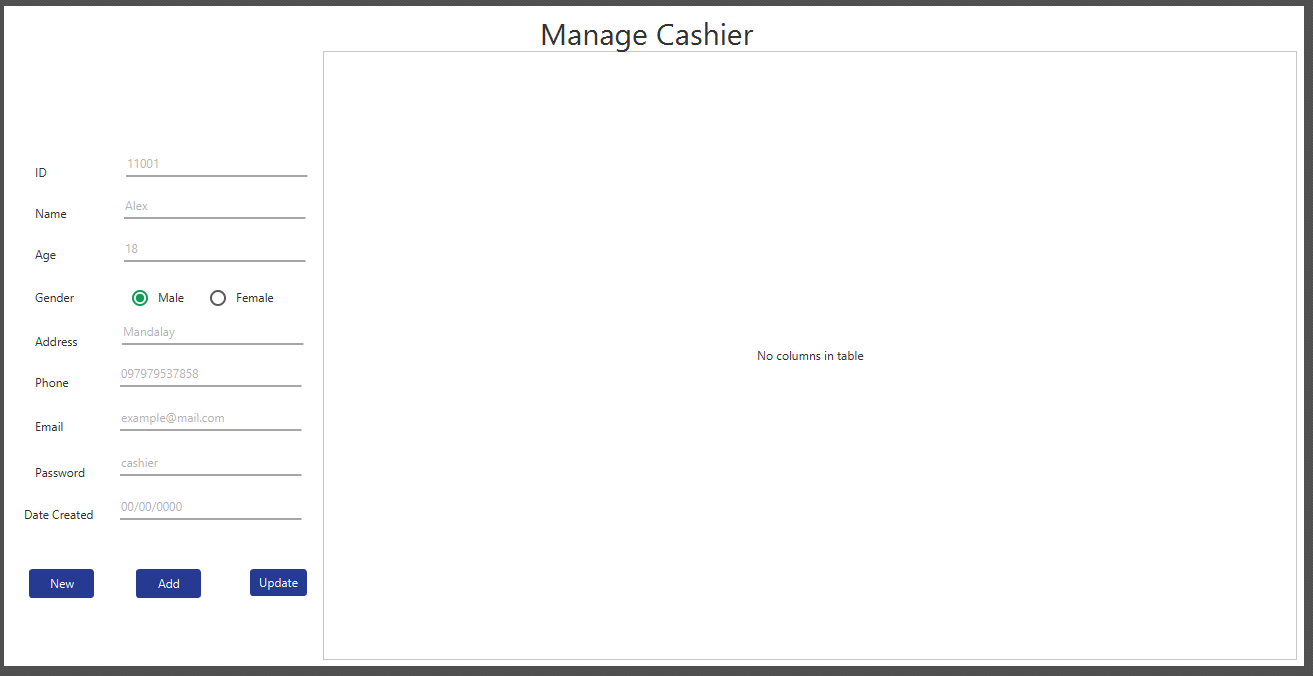 Manage Cashier
ID 11001
Name Alex
Age 18
Gender Male Female
Address Mandalay
Phone 097979537858
Email example@mail.com
Password cashier
Date Created 00/00/0000
New Add Update
No columns in table